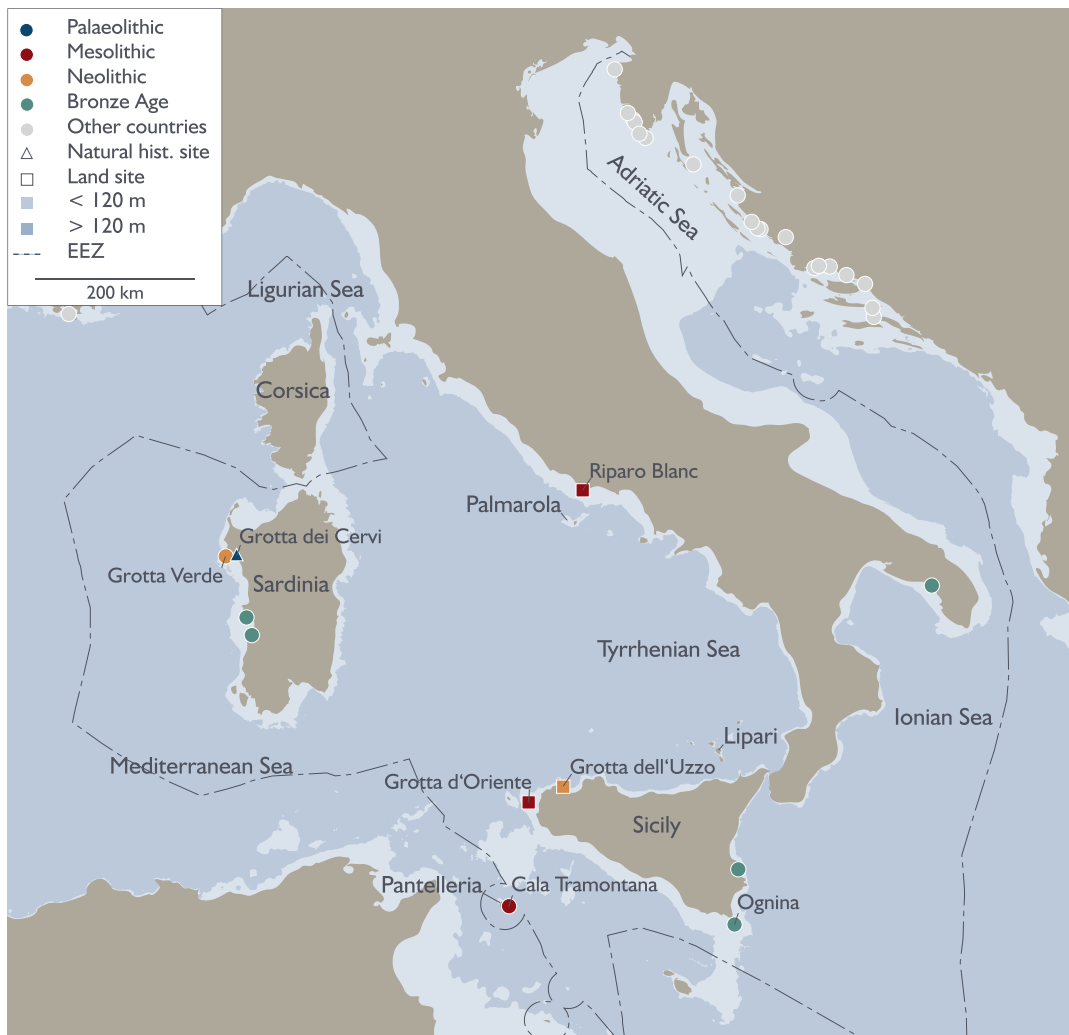 Palaeolithic
Mesolithic
Neolithic
Bronze Age
Other countries
Natural hist. site
Land site
< 120 m
> 120 m
EEZ
200 km
Adriatic Sea
Ligurian Sea
Corsica
Riparo Blanc
Palmarola
Grotta dei Cervi
Grotta Verde
Sardinia
Tyrrhenian Sea
Ionian Sea
Lipari
Mediterranean Sea
Grotta dell‘Uzzo
Grotta d‘Oriente
Sicily
Pantelleria
Cala Tramontana
Ognina